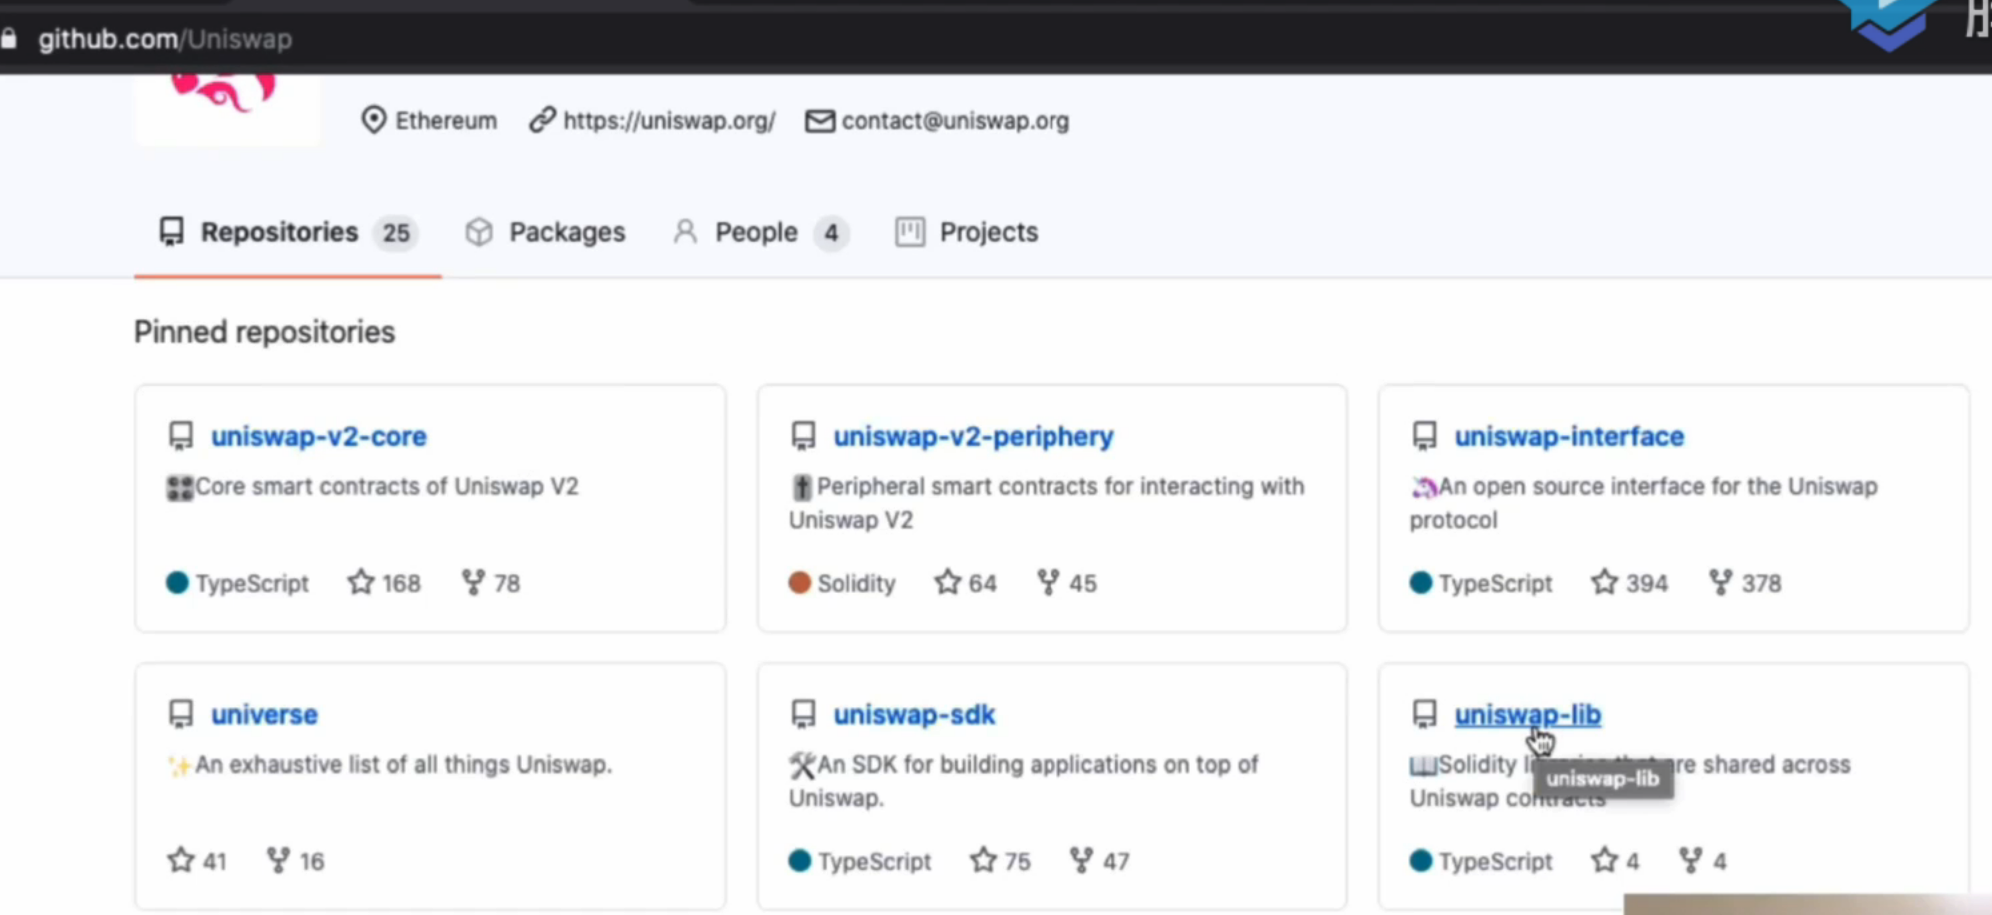 github.com/Uniswap
Ethereum https://uniswap.org/ contact@uniswap.org
Repositories 25 Packages People 4 Projects
Pinned repositories
uniswap-v2-core
Core smart contracts of Uniswap V2
TypeScript 168 78
uniswap-v2-periphery
Peripheral smart contracts for interacting with
Uniswap V2
Solidity 64 45
uniswap-interface
An open source interface for the Uniswap
protocol
TypeScript 394 378
universe
An exhaustive list of all things Uniswap.
41 16
uniswap-sdk
An SDK for building applications on top of
Uniswap.
TypeScript 75 47
uniswap-lib
Solidity are shared across
uniswap-lib
Uniswap contracts
TypeScript 4 4